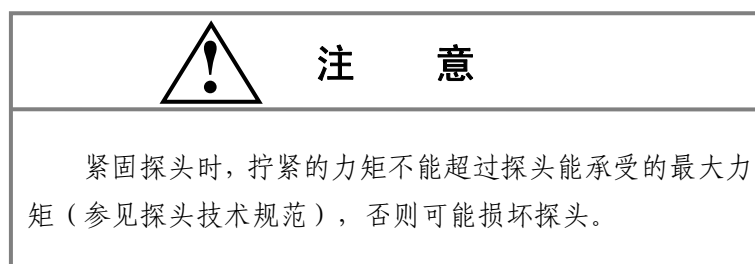 注 意
紧固探头时，拧紧的力矩不能超过探头能承受的最大力
矩（参见探头技术规范），否则可能损坏探头。